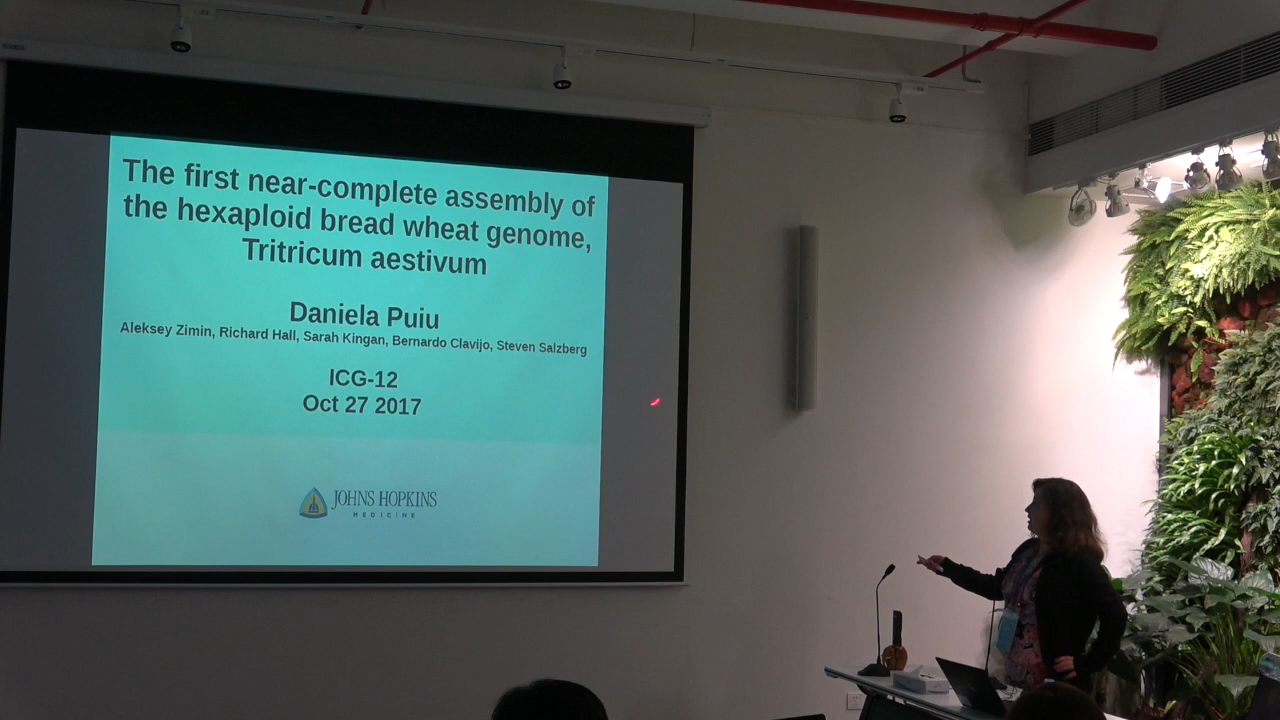 The first near-complete assembly of
the hexaploid bread wheat genome,
Tritricum aestivum
Daniela Puiu
Aleksey Zimin, Richard Hall, Sarah Kingan, Bernardo Clavijo, Steven Salzberg
ICG-12
Oct 27 2017
JOHNS HOPKINS
MEDICINE